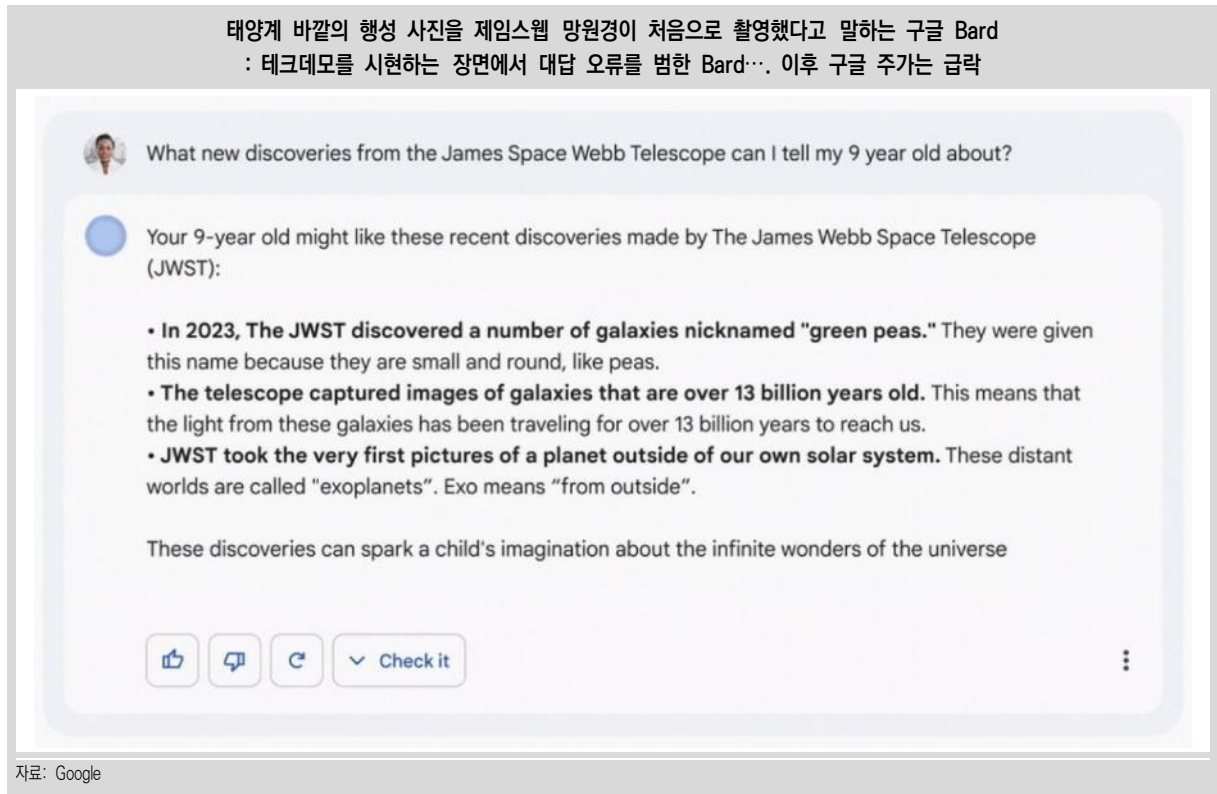 태양계 바깥의 행성 사진을 제임스웹 망원경이 처음으로 촬영했다고 말하는 구글 Bard
: 테크데모를 시현하는 장면에서 대답 오류를 범한 Bard…. 이후 구글 주가는 급락
What new discoveries from the James Space Webb Telescope can I tell my 9 year old about?
Your 9-year old might like these recent discoveries made by The James Webb Space Telescope
(JWST):
• In 2023, The JWST discovered a number of galaxies nicknamed "green peas." They were given
this name because they are small and round, like peas.
• The telescope captured images of galaxies that are over 13 billion years old. This means that
the light from these galaxies has been traveling for over 13 billion years to reach us.
• JWST took the very first pictures of a planet outside of our own solar system. These distant
worlds are called "exoplanets”. Exo means “from outside”.
These discoveries can spark a child's imagination about the infinite wonders of the universe
Check it
자료: Google